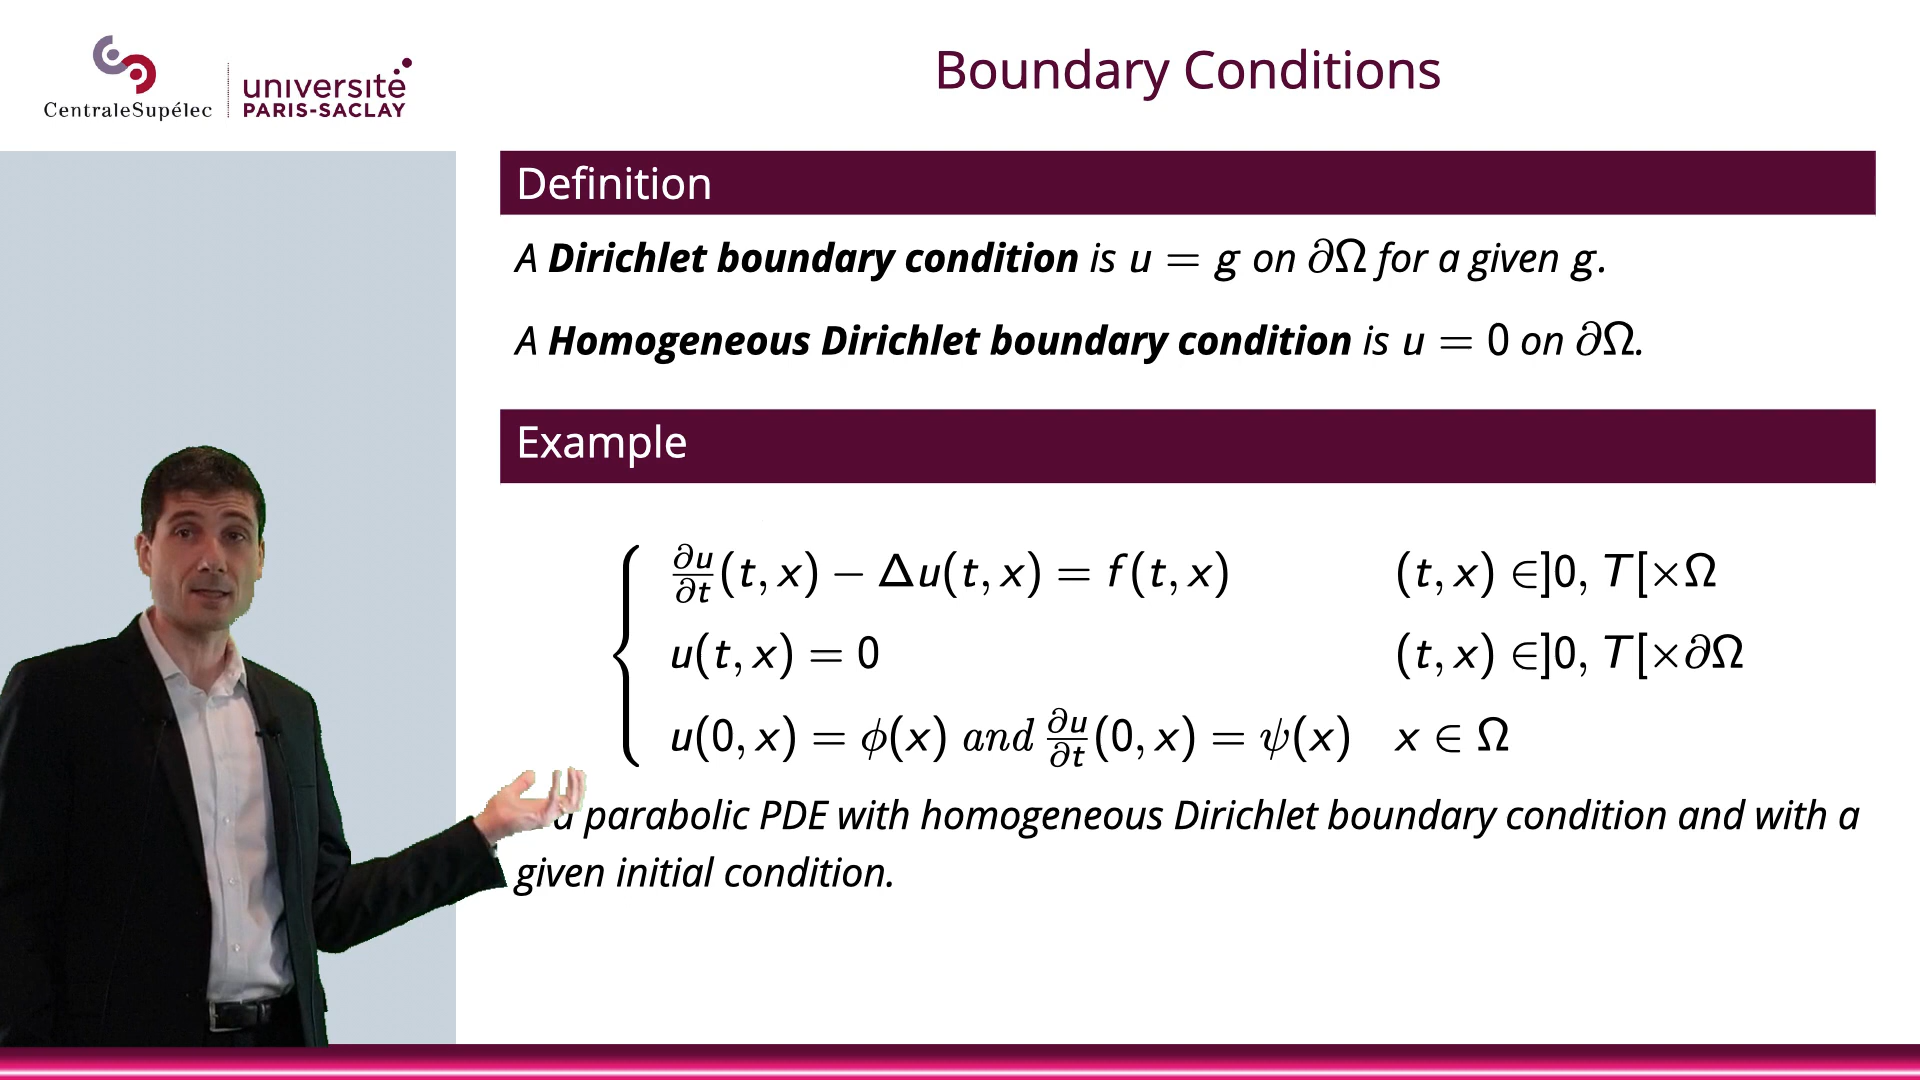 CentraleSupélec
université
PARIS-SACLAY
Boundary Conditions
Definition
A Dirichlet boundary condition is u = g on ∂Ω for a given g.
A Homogeneous Dirichlet boundary condition is u = 0 on ∂Ω.
Example
∂u/∂t(t, x) − Δu(t, x) = f(t, x) (t, x) ∈]0, T[×Ω
u(t, x) = 0 (t, x) ∈]0, T[×∂Ω
u(0, x) = ϕ(x) and ∂u/∂t(0, x) = ψ(x) x ∈ Ω
a parabolic PDE with homogeneous Dirichlet boundary condition and with a
given initial condition.